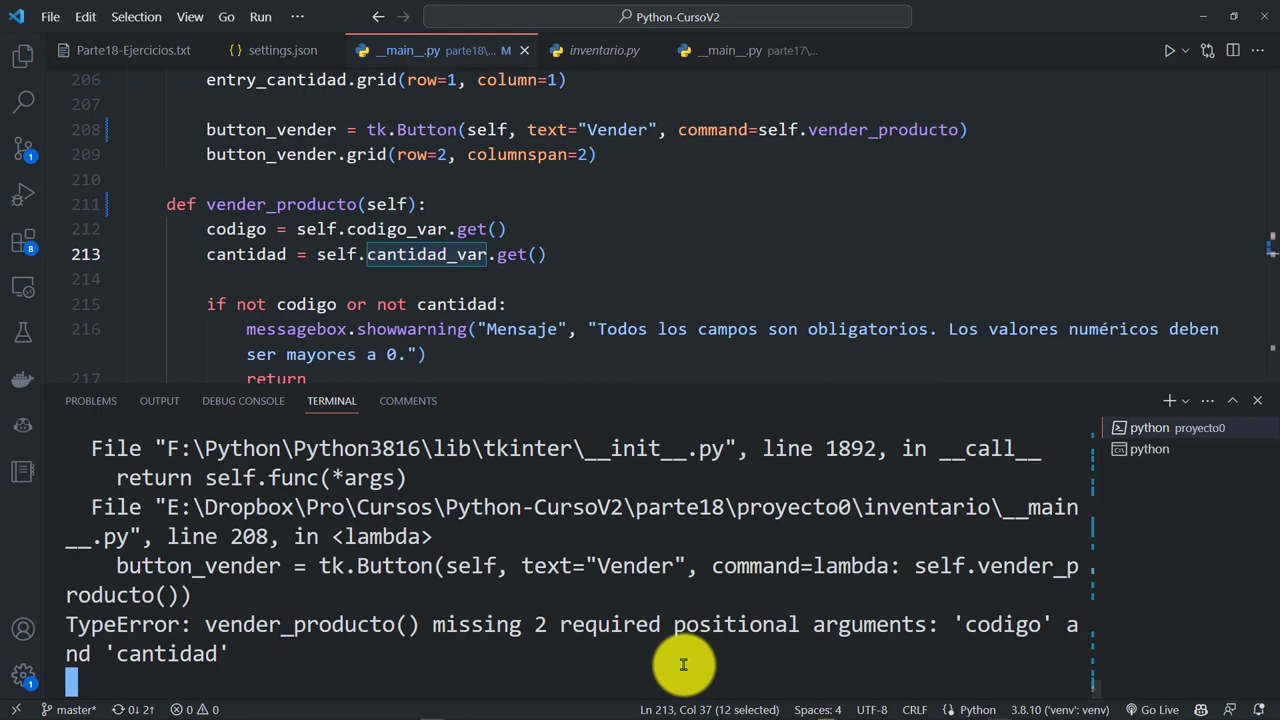 File Edit Selection View Go Run ··· Python-CursoV2
Parte18-Ejercicios.txt {} settings.json __main__.py parte18\... M inventario.py __main__.py parte17\...
206 entry_cantidad.grid(row=1, column=1)
207
208 button_vender = tk.Button(self, text="Vender", command=self.vender_producto)
209 button_vender.grid(row=2, columnspan=2)
210
211 def vender_producto(self):
212 codigo = self.codigo_var.get()
213 cantidad = self.cantidad_var.get()
214
215 if not codigo or not cantidad:
216 messagebox.showwarning("Mensaje", "Todos los campos son obligatorios. Los valores numéricos deben
ser mayores a 0.")
217 return
PROBLEMS OUTPUT DEBUG CONSOLE TERMINAL COMMENTS
8
python proyecto0
python
File "F:\Python\Python3816\lib\tkinter\__init__.py", line 1892, in __call__
return self.func(*args)
File "E:\Dropbox\Pro\Cursos\Python-CursoV2\parte18\proyecto0\inventario\__main
__.py", line 208, in <lambda>
button_vender = tk.Button(self, text="Vender", command=lambda: self.vender_p
roducto())
TypeError: vender_producto() missing 2 required positional arguments: 'codigo' a
nd 'cantidad'
1
1
master* 0↓ 2↑ 0 0 Ln 213, Col 37 (12 selected) Spaces: 4 UTF-8 CRLF {} Python 3.8.10 ('venv': venv) Go Live